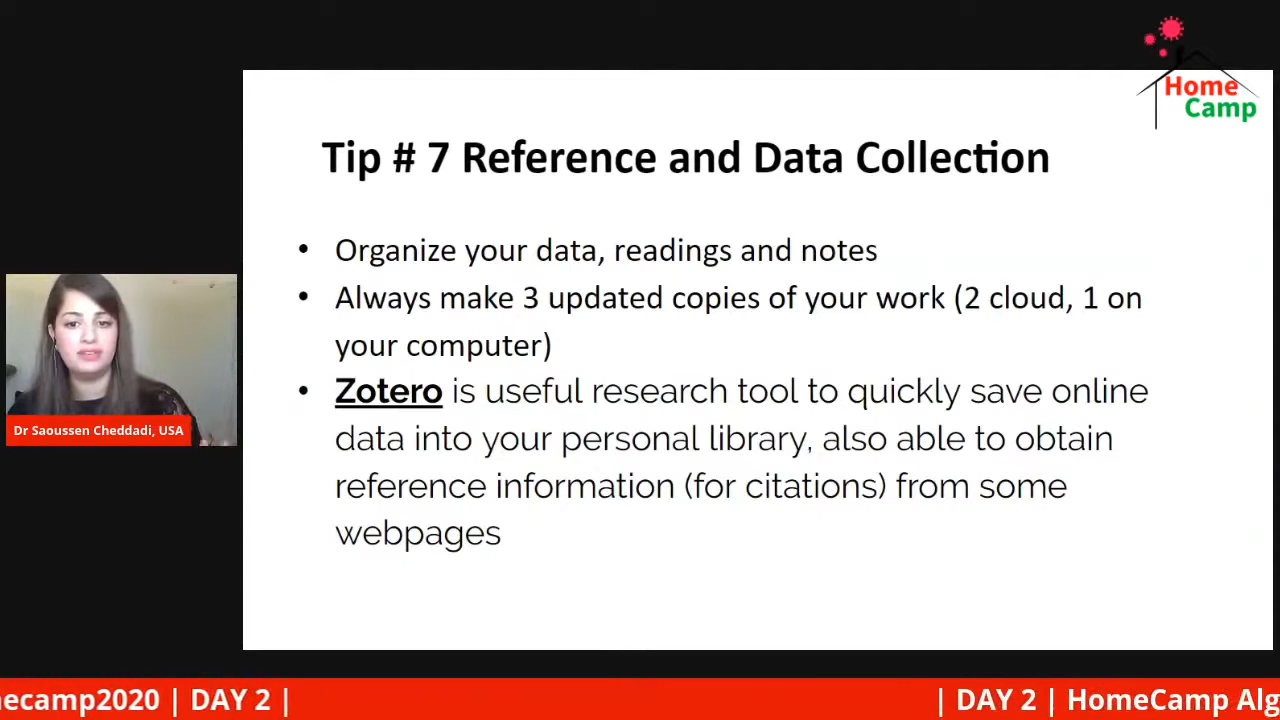 Home
Camp
Tip # 7 Reference and Data Collection
• Organize your data, readings and notes
• Always make 3 updated copies of your work (2 cloud, 1 on
your computer)
• Zotero is useful research tool to quickly save online
data into your personal library, also able to obtain
reference information (for citations) from some
webpages
Dr Saoussen Cheddadi, USA
ecamp2020 | DAY 2 |
| DAY 2 | HomeCamp Alg